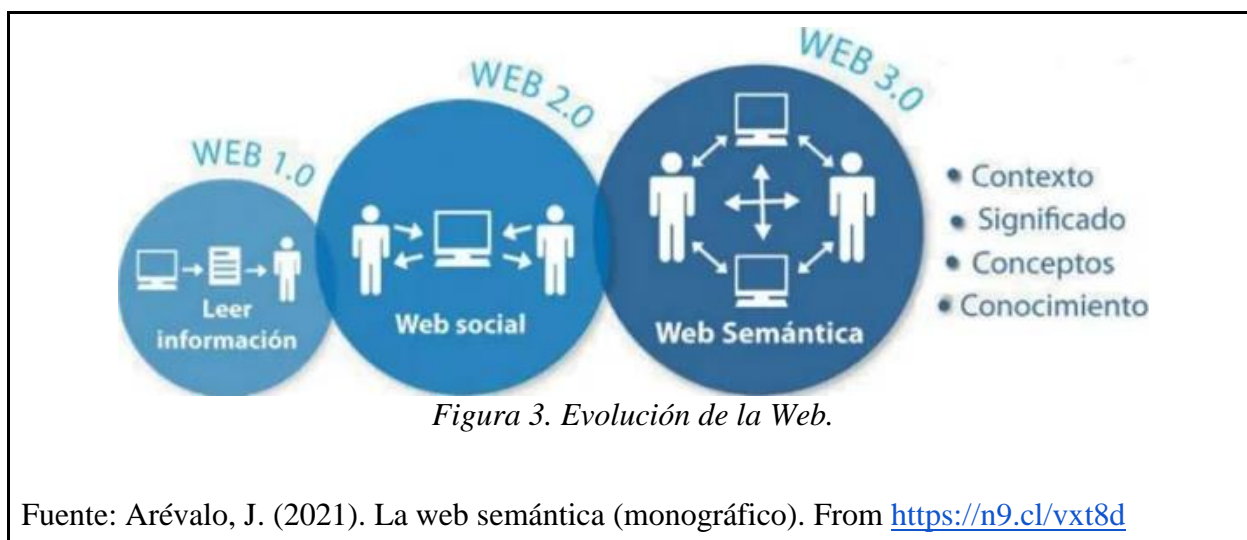 WEB 1.0
Leer
información
WEB 2.0
Web social
WEB 3.0
Web Semántica
• Contexto
• Significado
• Conceptos
• Conocimiento
Figura 3. Evolución de la Web.
Fuente: Arévalo, J. (2021). La web semántica (monográfico). From https://n9.cl/vxt8d